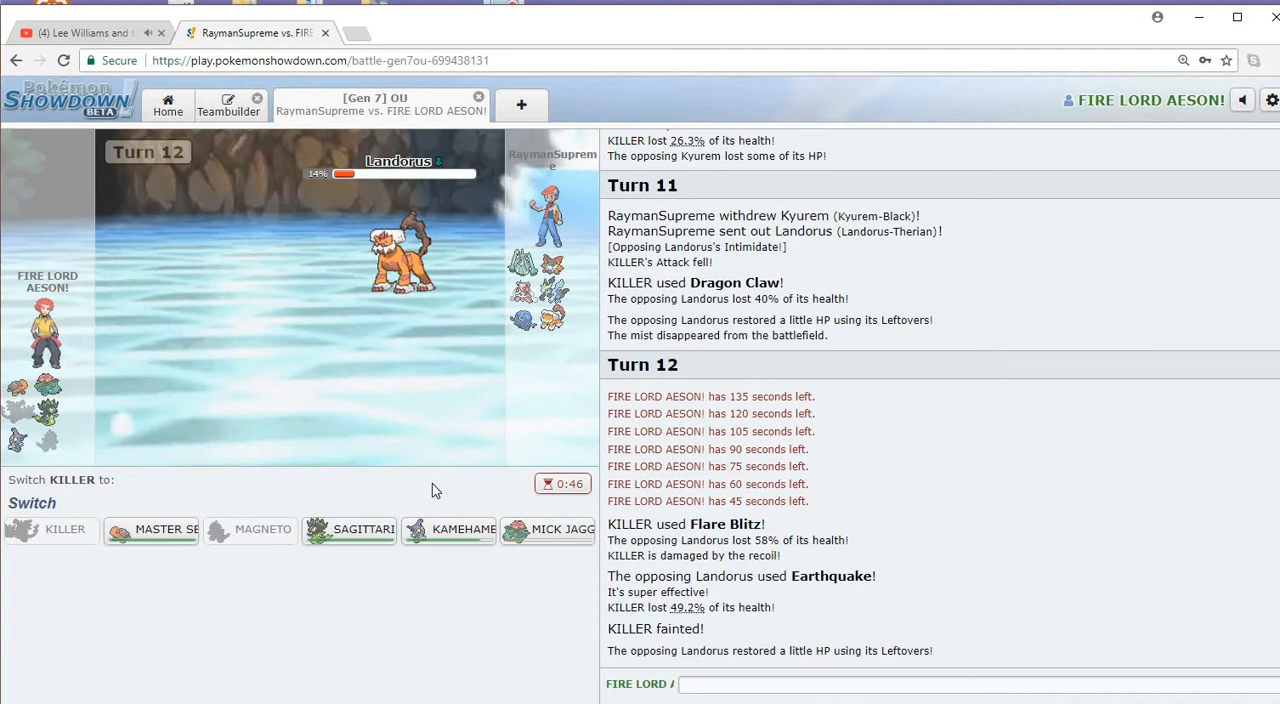 (4) Lee Williams and
RaymanSupreme vs. FIRE
Secure
https://play.pokemonshowdown.com/battle-gen7ou-699438131
Pokémon
SHOWDOWN!
BETA
Home
Teambuilder
[Gen 7] OU
RaymanSupreme vs. FIRE LORD AESON!
FIRE LORD AESON!
Turn 12
Landorus
14%
RaymanSuprem
e
FIRE LORD
AESON!
Switch KILLER to:
0:46
Switch
KILLER
MASTER SE
MAGNETO
SAGITTARI
KAMEHAME
MICK JAGG
KILLER lost 26.3% of its health!
The opposing Kyurem lost some of its HP!
Turn 11
RaymanSupreme withdrew Kyurem (Kyurem-Black)!
RaymanSupreme sent out Landorus (Landorus-Therian)!
[Opposing Landorus's Intimidate!]
KILLER's Attack fell!
KILLER used Dragon Claw!
The opposing Landorus lost 40% of its health!
The opposing Landorus restored a little HP using its Leftovers!
The mist disappeared from the battlefield.
Turn 12
FIRE LORD AESON! has 135 seconds left.
FIRE LORD AESON! has 120 seconds left.
FIRE LORD AESON! has 105 seconds left.
FIRE LORD AESON! has 90 seconds left.
FIRE LORD AESON! has 75 seconds left.
FIRE LORD AESON! has 60 seconds left.
FIRE LORD AESON! has 45 seconds left.
KILLER used Flare Blitz!
The opposing Landorus lost 58% of its health!
KILLER is damaged by the recoil!
The opposing Landorus used Earthquake!
It's super effective!
KILLER lost 49.2% of its health!
KILLER fainted!
The opposing Landorus restored a little HP using its Leftovers!
FIRE LORD A